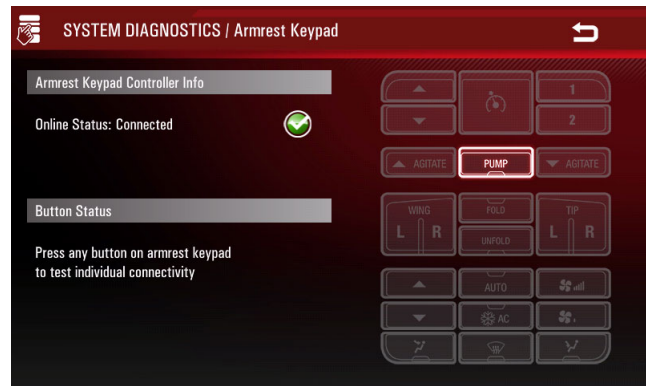 SYSTEM DIAGNOSTICS / Armrest Keypad
Armrest Keypad Controller Info
Online Status: Connected
Button Status
Press any button on armrest keypad
to test individual connectivity
1
2
AGITATE PUMP AGITATE
WING FOLD TIP
L R UNFOLD L R
AUTO
AC